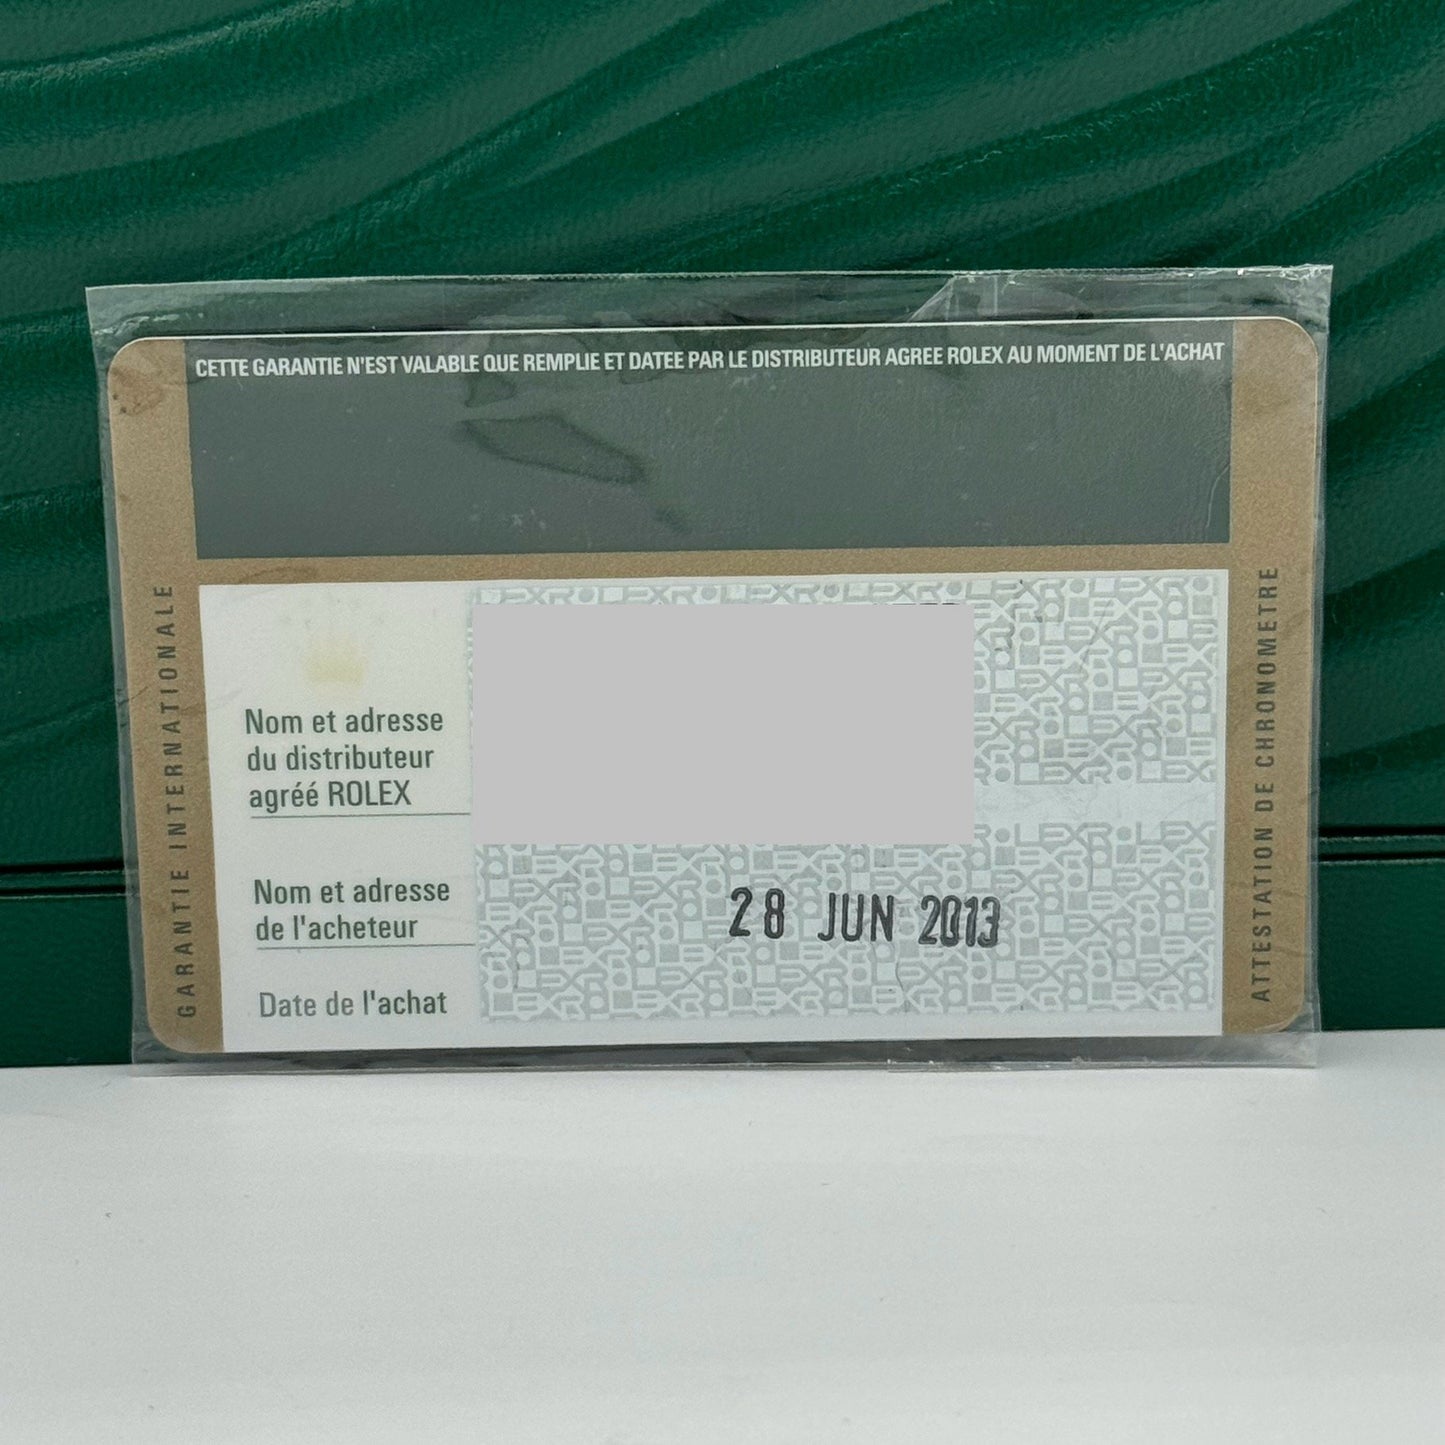 CETTE GARANTIE N'EST VALABLE QUE REMPLIE ET DATEE PAR LE DISTRIBUTEUR AGREE ROLEX AU MOMENT DE L'ACHAT
GARANTIE INTERNATIONALE
Nom et adresse
du distributeur
agréé ROLEX
Nom et adresse
de l'acheteur
28 JUN 2013
Date de l'achat
ATTESTATION DE CHRONOMETRE